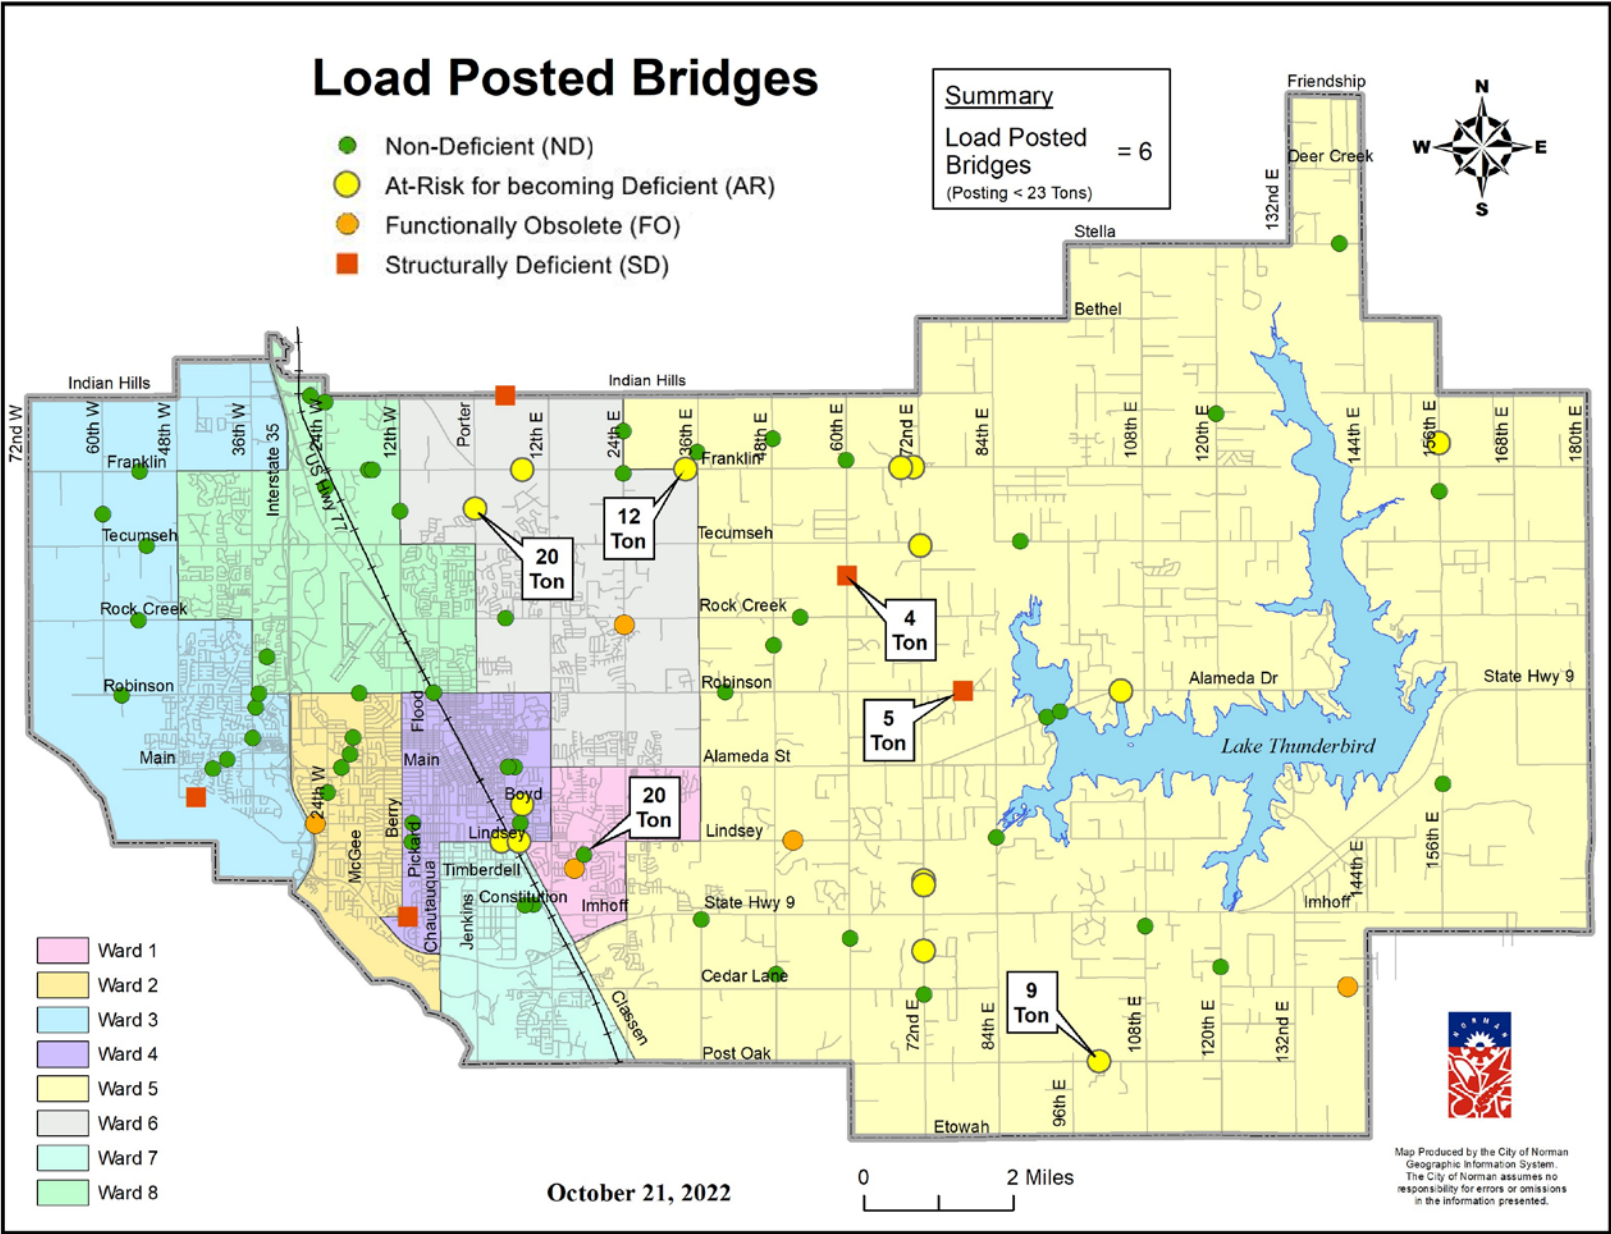 Load Posted Bridges
Non-Deficient (ND)
At-Risk for becoming Deficient (AR)
Functionally Obsolete (FO)
Structurally Deficient (SD)
Summary
Load Posted
Bridges
= 6
(Posting < 23 Tons)
N
W
E
S
Friendship
Deer Creek
132nd E
Stella
Bethel
Indian Hills
Indian Hills
72nd W
60th W
48th W
36th W
Interstate 35
24th W
US Hwy 77
12th W
Porter
12th E
24th E
36th E
48th E
60th E
72nd E
84th E
108th E
120th E
144th E
156th E
168th E
180th E
Franklin
Franklin
12
Ton
20
Ton
Tecumseh
Tecumseh
Rock Creek
Rock Creek
4
Ton
Robinson
Robinson
Alameda Dr
State Hwy 9
5
Ton
Flood
Main
Main
Alameda St
Lake Thunderbird
24th W
Boyd
20
Ton
Berry
Pickard
McGee
Lindsey
Lindsey
156th E
Timberdell
144th E
Chautauqua
Jenkins
Constitution
Imhoff
State Hwy 9
Imhoff
Cedar Lane
Classen
72nd E
84th E
9
Ton
108th E
120th E
132nd E
Post Oak
96th E
Etowah
Ward 1
Ward 2
Ward 3
Ward 4
Ward 5
Ward 6
Ward 7
Ward 8
October 21, 2022
0
2 Miles
NORMAN
Map Produced by the City of Norman
Geographic Information System.
The City of Norman assumes no
responsibility for errors or omissions
in the information presented.